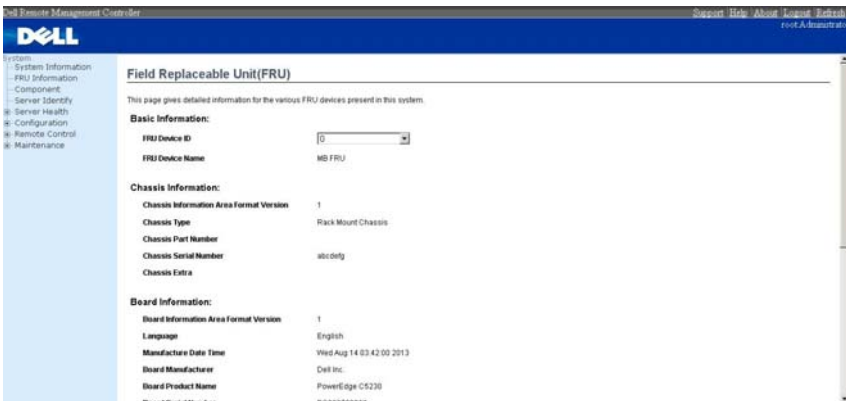 Dell Remote Management Controller
Support Help About Logout Refresh
root:Administrato
DELL
System
System Information
FRU Information
Component
Server Identify
Server Health
Configuration
Remote Control
Maintenance
Field Replaceable Unit(FRU)
This page gives detailed information for the various FRU devices present in this system.
Basic Information:
FRU Device ID 0
FRU Device Name MB FRU
Chassis Information:
Chassis Information Area Format Version 1
Chassis Type Rack Mount Chassis
Chassis Part Number
Chassis Serial Number abcdefg
Chassis Extra
Board Information:
Board Information Area Format Version 1
Language English
Manufacture Date Time Wed Aug 14 03:42:00 2013
Board Manufacturer Dell Inc.
Board Product Name PowerEdge C5230